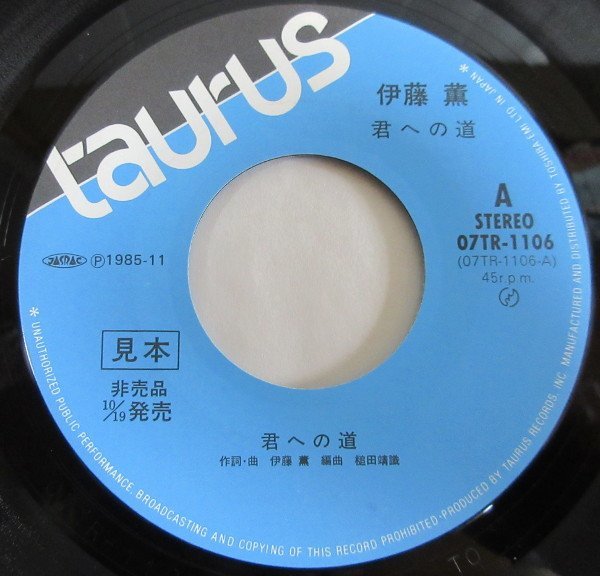 taurus
伊藤 薫
君への道
A
STEREO
07TR-1106
(07TR-1106-A)
45r.p.m.
JASRAC Ⓟ1985-11
見本
非売品
10/19発売
君への道
作詞・曲 伊藤 薫 編曲 槌田靖識
* UNAUTHORIZED PUBLIC PERFORMANCE, BROADCASTING AND COPYING OF THIS RECORD PROHIBITED·PRODUCED BY TAURUS RECORDS, INC. MANUFACTURED AND DISTRIBUTED BY TOSHIBA EMI LTD IN JAPAN *
TO